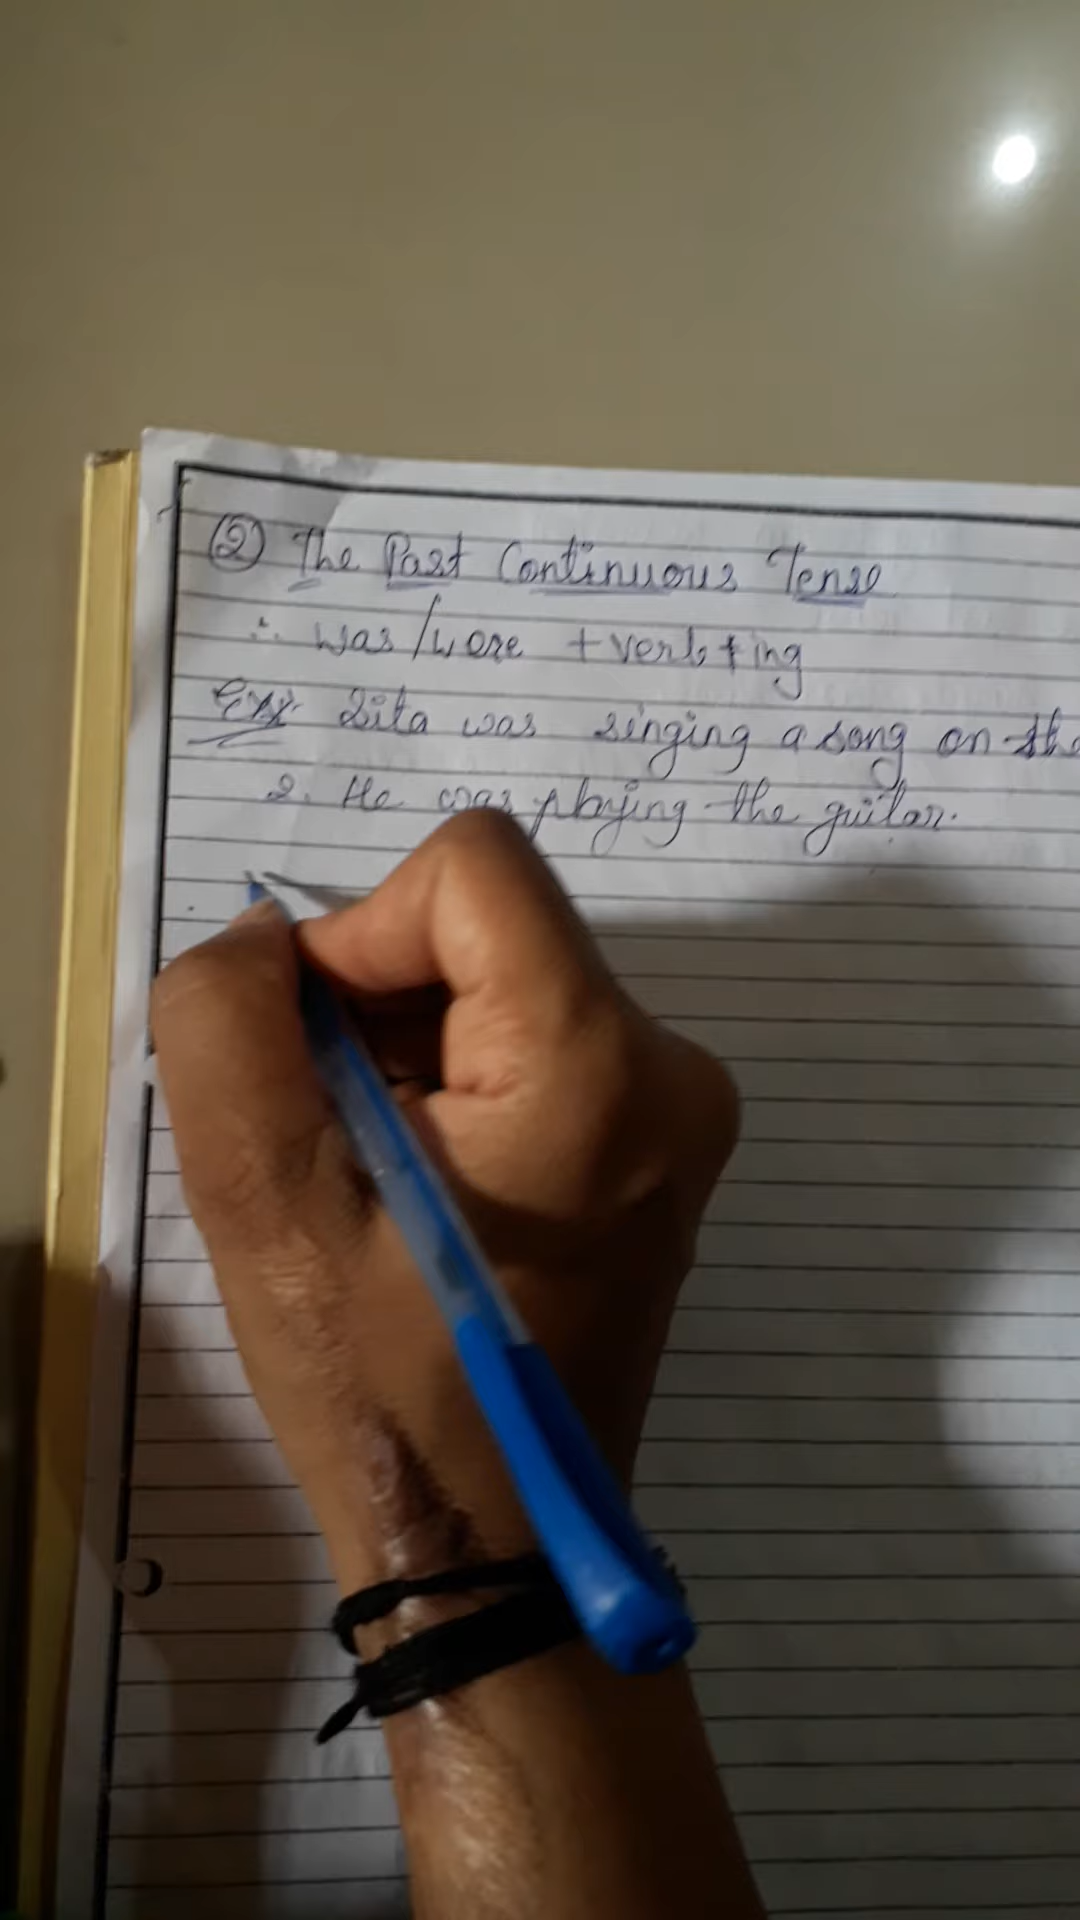 ② The Past Continuous Tense
∴ was/were + verb + ing
Ex:- Sita was singing a song on the
2. He was playing the guitar.